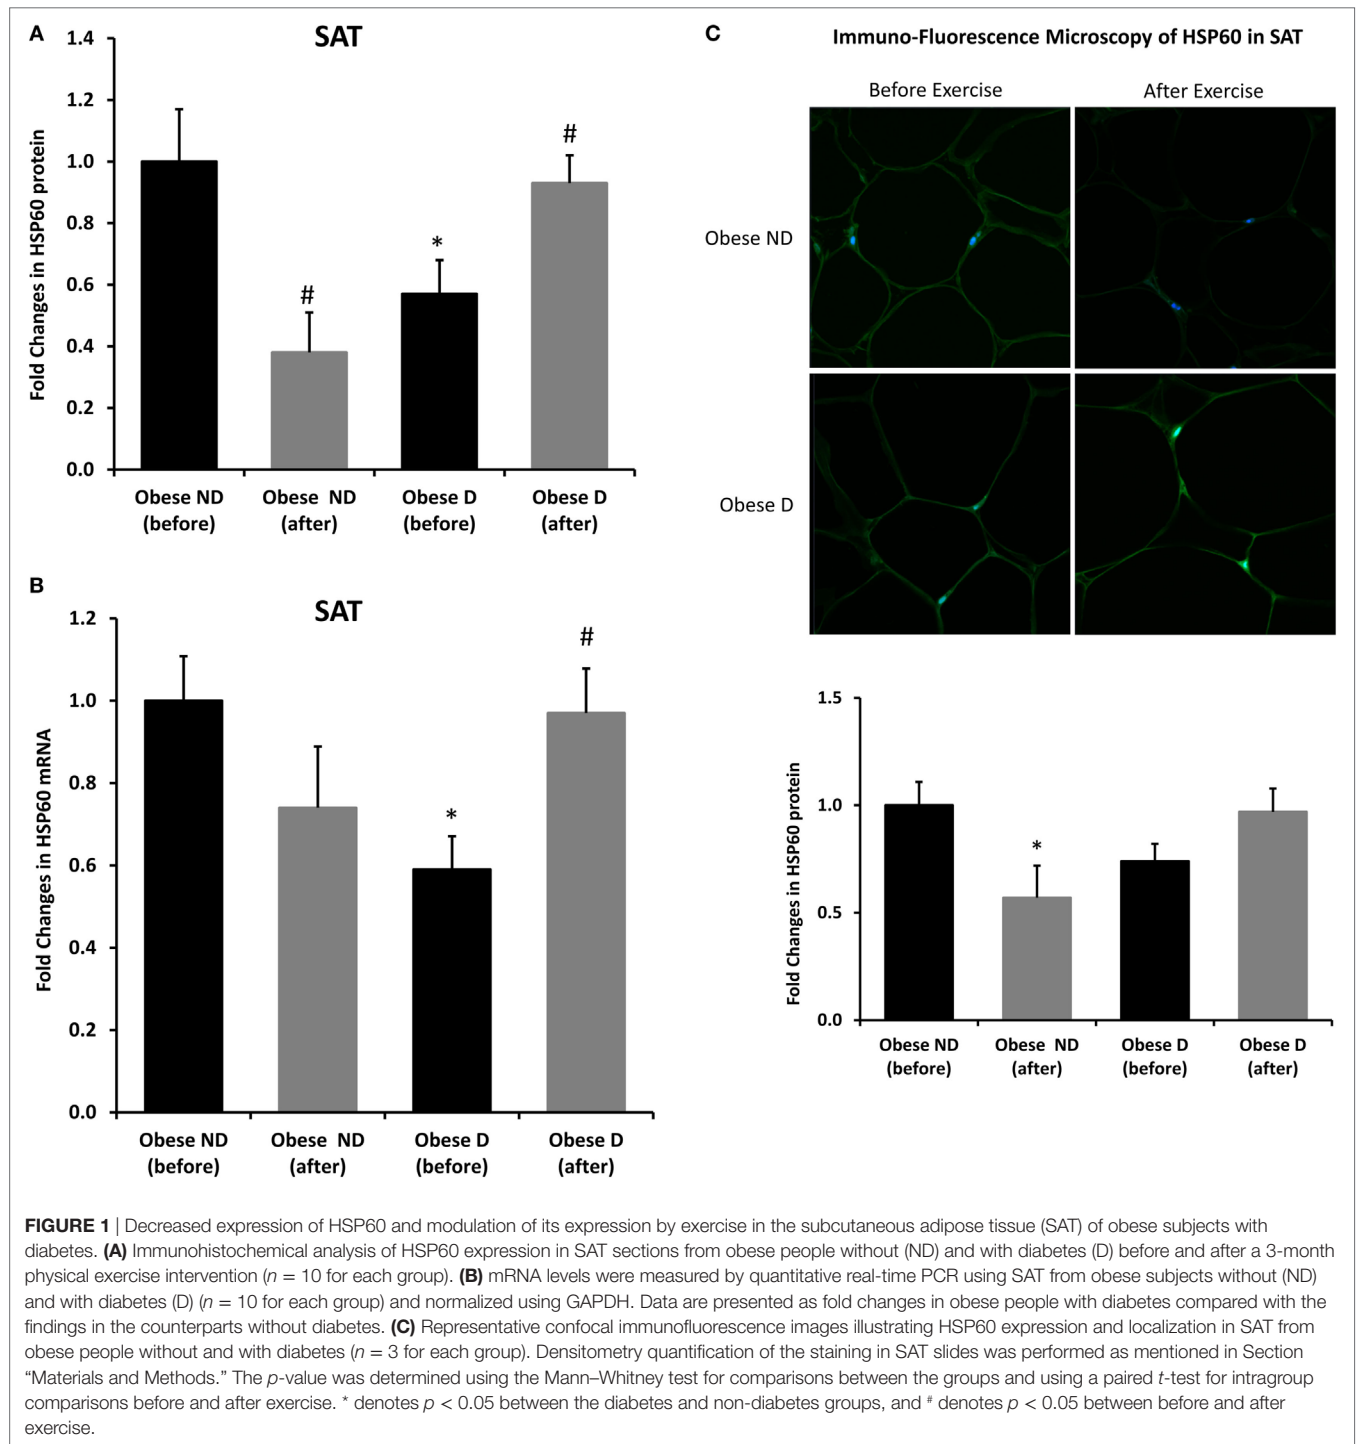 A
SAT
1.4
1.2
1.0
0.8
0.6
0.4
0.2
0.0
Fold Changes in HSP60 protein
#
#
*
Obese ND
(before)
Obese  ND
(after)
Obese D
(before)
Obese D
(after)
B
SAT
1.2
1.0
0.8
0.6
0.4
0.2
0.0
Fold Changes in HSP60 mRNA
*
#
Obese ND
(before)
Obese  ND
(after)
Obese D
(before)
Obese D
(after)
C
Immuno-Fluorescence Microscopy of HSP60 in SAT
Before Exercise
After Exercise
Obese ND
Obese D
1.5
1.0
0.5
0.0
Fold Changes in HSP60 protein
*
Obese ND
(before)
Obese  ND
(after)
Obese D
(before)
Obese D
(after)
FIGURE 1 | Decreased expression of HSP60 and modulation of its expression by exercise in the subcutaneous adipose tissue (SAT) of obese subjects with
diabetes. (A) Immunohistochemical analysis of HSP60 expression in SAT sections from obese people without (ND) and with diabetes (D) before and after a 3-month
physical exercise intervention (n = 10 for each group). (B) mRNA levels were measured by quantitative real-time PCR using SAT from obese subjects without (ND)
and with diabetes (D) (n = 10 for each group) and normalized using GAPDH. Data are presented as fold changes in obese people with diabetes compared with the
findings in the counterparts without diabetes. (C) Representative confocal immunofluorescence images illustrating HSP60 expression and localization in SAT from
obese people without and with diabetes (n = 3 for each group). Densitometry quantification of the staining in SAT slides was performed as mentioned in Section
“Materials and Methods.” The p-value was determined using the Mann–Whitney test for comparisons between the groups and using a paired t-test for intragroup
comparisons before and after exercise. * denotes p < 0.05 between the diabetes and non-diabetes groups, and # denotes p < 0.05 between before and after
exercise.